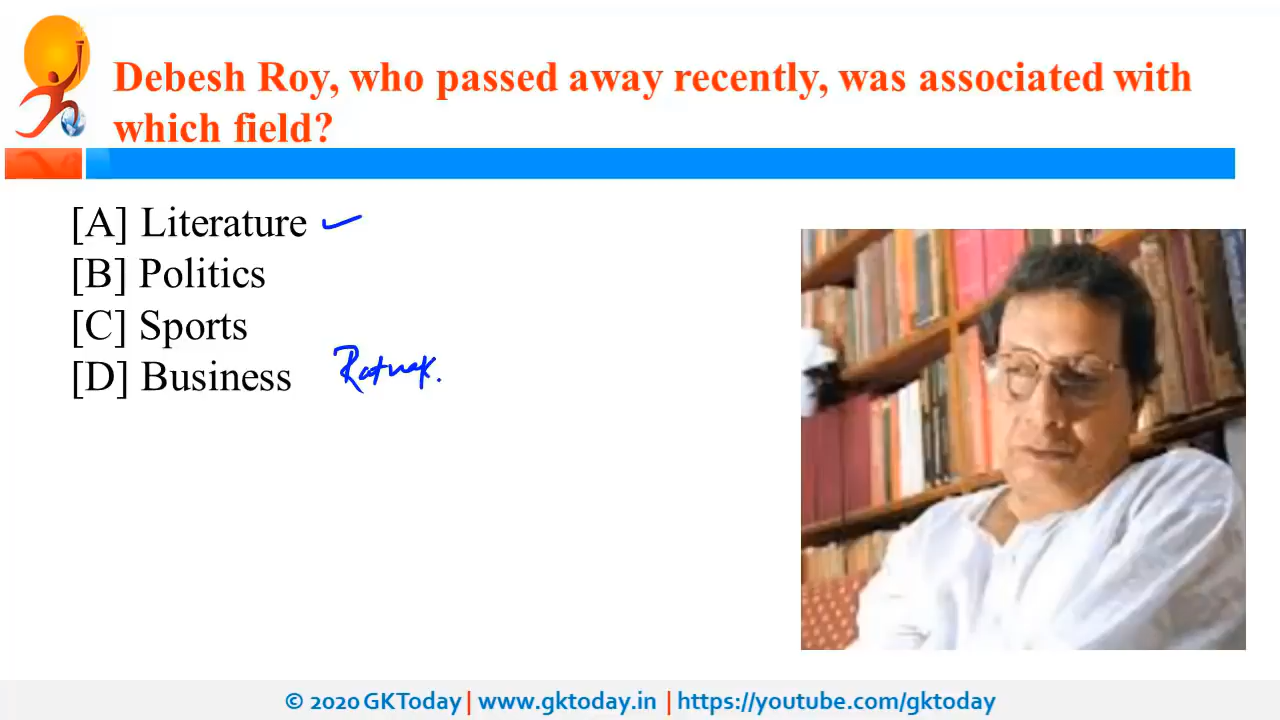 Debesh Roy, who passed away recently, was associated with
which field?
[A] Literature
[B] Politics
[C] Sports
[D] Business
© 2020 GKToday | www.gktoday.in | https://youtube.com/gktoday